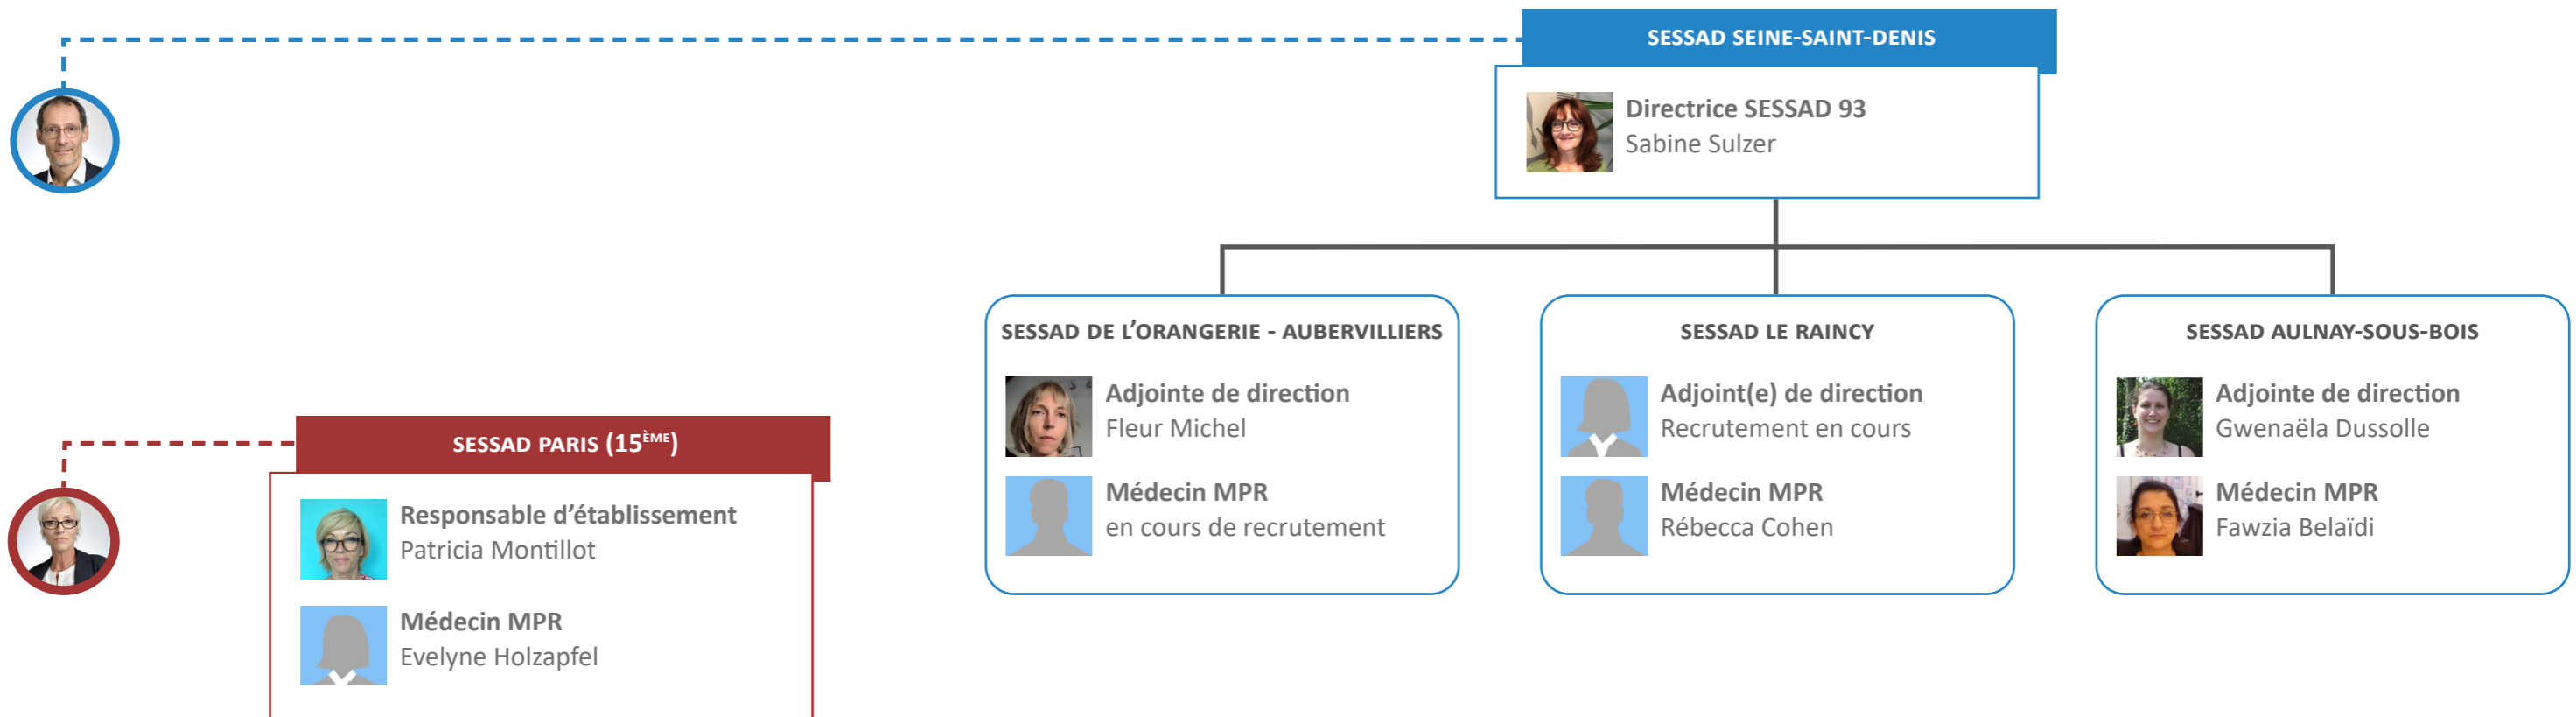 SESSAD SEINE-SAINT-DENIS
Directrice SESSAD 93
Sabine Sulzer
SESSAD DE L’ORANGERIE - AUBERVILLIERS
Adjointe de direction
Fleur Michel
Médecin MPR
en cours de recrutement
SESSAD LE RAINCY
Adjoint(e) de direction
Recrutement en cours
Médecin MPR
Rébecca Cohen
SESSAD AULNAY-SOUS-BOIS
Adjointe de direction
Gwenaëla Dussolle
Médecin MPR
Fawzia Belaïdi
SESSAD PARIS (15ÈME)
Responsable d’établissement
Patricia Montillot
Médecin MPR
Evelyne Holzapfel